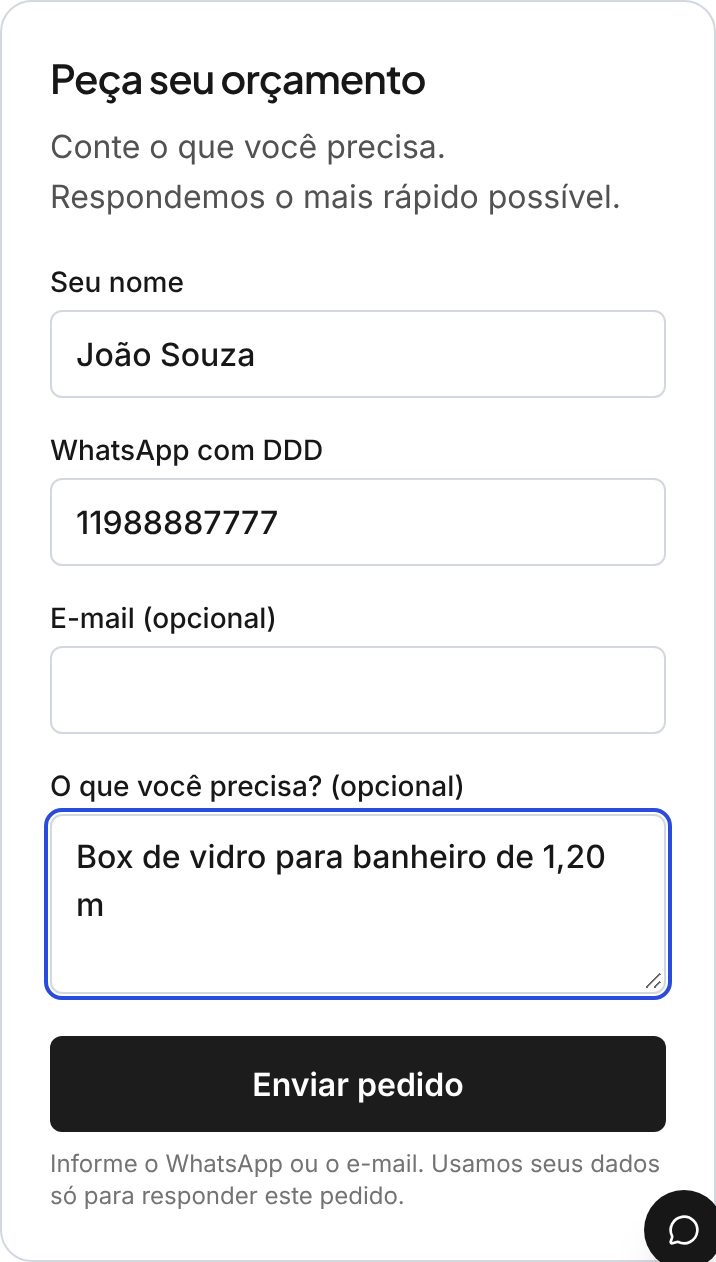 Peça seu orçamento
Conte o que você precisa.
Respondemos o mais rápido possível.
Seu nome
João Souza
WhatsApp com DDD
11988887777
E-mail (opcional)
O que você precisa? (opcional)
Box de vidro para banheiro de 1,20
m
Enviar pedido
Informe o WhatsApp ou o e-mail. Usamos seus dados
só para responder este pedido.